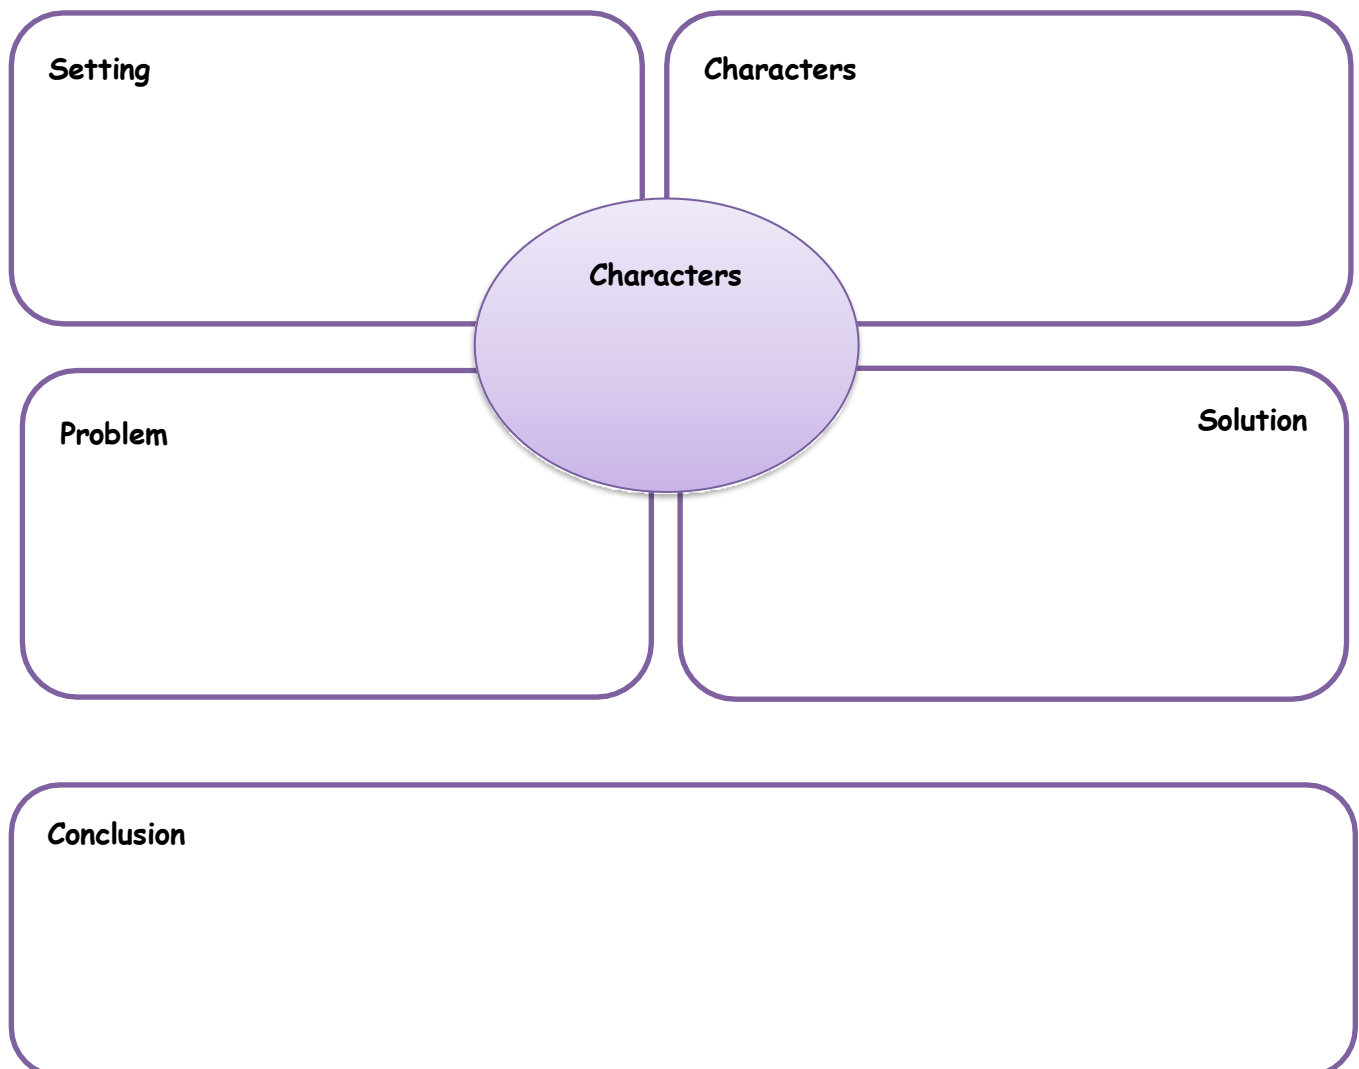 Setting
Characters
Characters
Problem
Solution
Conclusion